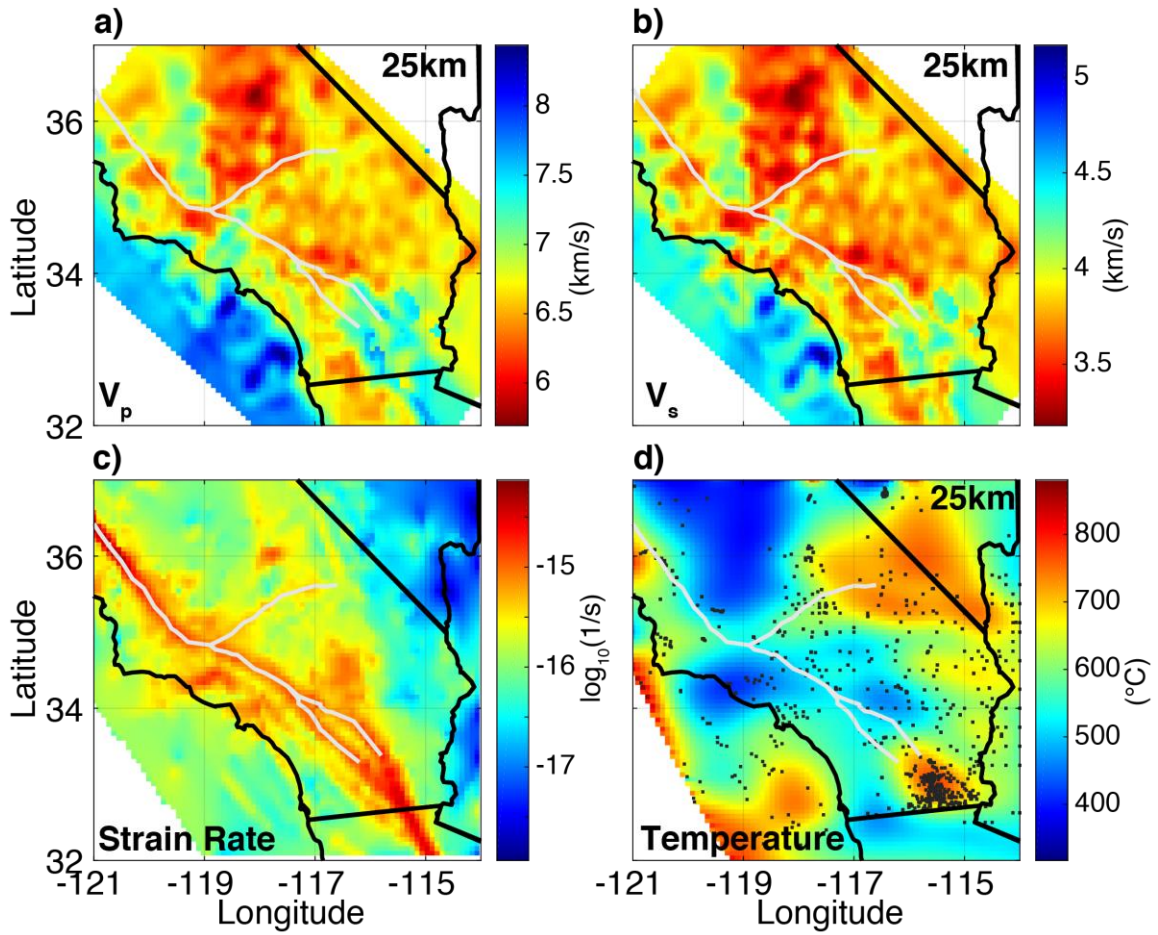 a)
25km
36
Latitude
34
32
V_p
8
7.5
7
6.5
6
(km/s)
b)
25km
V_s
5
4.5
4
3.5
(km/s)
c)
36
Latitude
34
32
Strain Rate
-121
-119
-117
-115
Longitude
-15
-16
-17
log₁₀(1/s)
d)
25km
Temperature
-121
-119
-117
-115
Longitude
800
700
600
500
400
(°C)